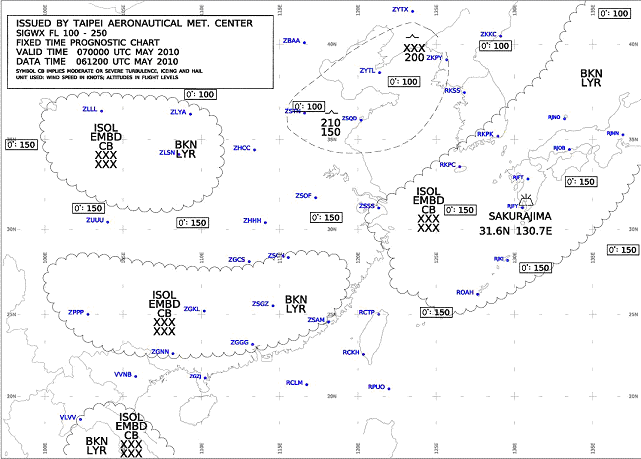 ISSUED BY TAIPEI AERONAUTICAL MET. CENTER
SIGWX FL 100 - 250
FIXED TIME PROGNOSTIC CHART
VALID TIME 070000 UTC MAY 2010
DATA TIME 061200 UTC MAY 2010
SYMBOL CB IMPLIES MODERATE OR SEVERE TURBULENCE, ICEING AND HAIL
UNIT USED: WIND SPEED IN KNOTS, ALTITUDES IN FLIGHT LEVELS
ZYTX
0°: 100
ZBAA
XXX
200
ZKPY
ZKKC
0°: 100
ZYTL
0°: 100
BKN
LYR
RKSS
0°: 100
0°: 100
ZLLL
ZLYA
210
150
ZSQD
RJNO
RJNN
ISOL
EMBD
CB
XXX
XXX
BKN
LYR
ZLSN
ZHCC
RKPK
RJOB
0°: 150
RKPC
RJFT
0°: 150
ISOL
EMBD
CB
XXX
XXX
ZSOF
ZSSS
RJFY
0°: 150
0°: 150
ZUUU
0°: 150
ZHHH
0°: 150
SAKURAJIMA
31.6N 130.7E
0°: 150
ZGCS
ZSCN
RJKI
0°: 150
ROAH
ISOL
EMBD
CB
XXX
XXX
BKN
LYR
ZPPP
ZGKL
ZSGZ
ZSAM
RCTP
0°: 150
ZGNN
ZGGG
RCKH
VVNB
ZGZJ
RCLM
RPUO
VLVV
ISOL
EMBD
CB
XXX
XXX
BKN
LYR